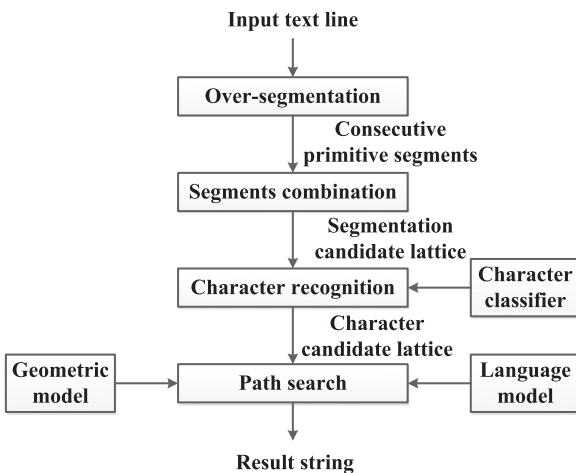 Input text line
Over-segmentation
Consecutive
primitive segments
Segments combination
Segmentation
candidate lattice
Character recognition
Character
classifier
Character
candidate lattice
Geometric
model
Path search
Language
model
Result string